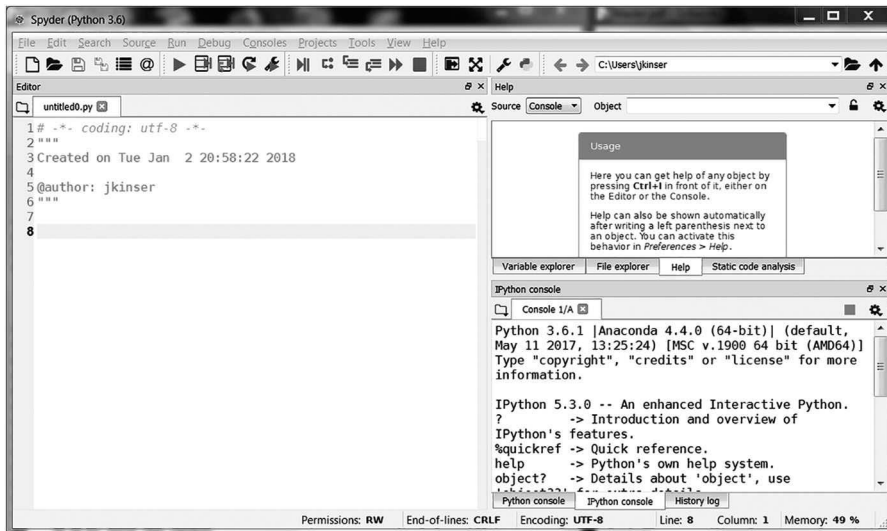 Spyder (Python 3.6)
File Edit Search Source Run Debug Consoles Projects Tools View Help
C:\Users\jkinser
Editor
untitled0.py
1 # -*- coding: utf-8 -*-
2 """
3 Created on Tue Jan  2 20:58:22 2018
4
5 @author: jkinser
6 """
7
8
Help
Source Console Object
Usage
Here you can get help of any object by
pressing Ctrl+I in front of it, either on
the Editor or the Console.
Help can also be shown automatically
after writing a left parenthesis next to
an object. You can activate this
behavior in Preferences > Help.
Variable explorer File explorer Help Static code analysis
IPython console
Console 1/A
Python 3.6.1 |Anaconda 4.4.0 (64-bit)| (default,
May 11 2017, 13:25:24) [MSC v.1900 64 bit (AMD64)]
Type "copyright", "credits" or "license" for more
information.
IPython 5.3.0 -- An enhanced Interactive Python.
?         -> Introduction and overview of
IPython's features.
%quickref -> Quick reference.
help      -> Python's own help system.
object?   -> Details about 'object', use
Python console IPython console History log
Permissions: RW End-of-lines: CRLF Encoding: UTF-8 Line: 8 Column: 1 Memory: 49 %